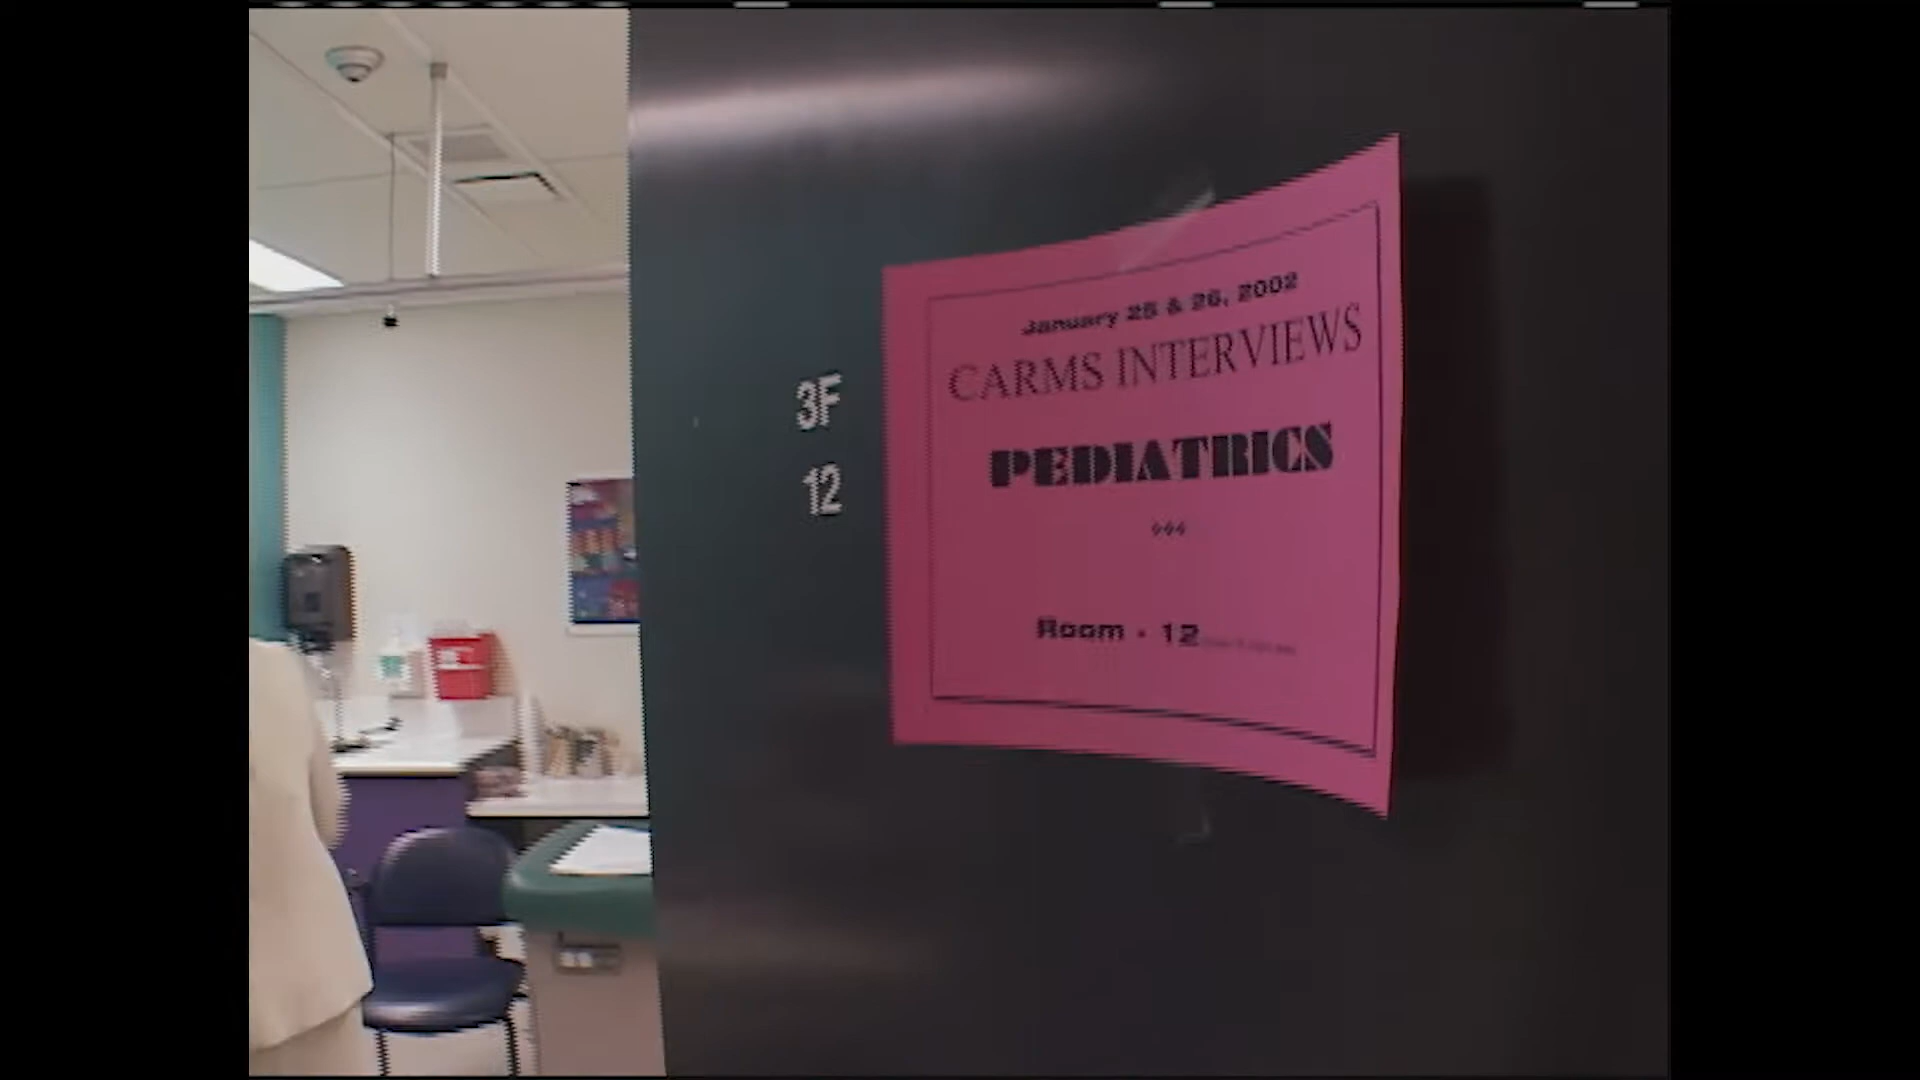 3F
12
January 25 & 26, 2002
CARMS INTERVIEWS
PEDIATRICS
Room - 12